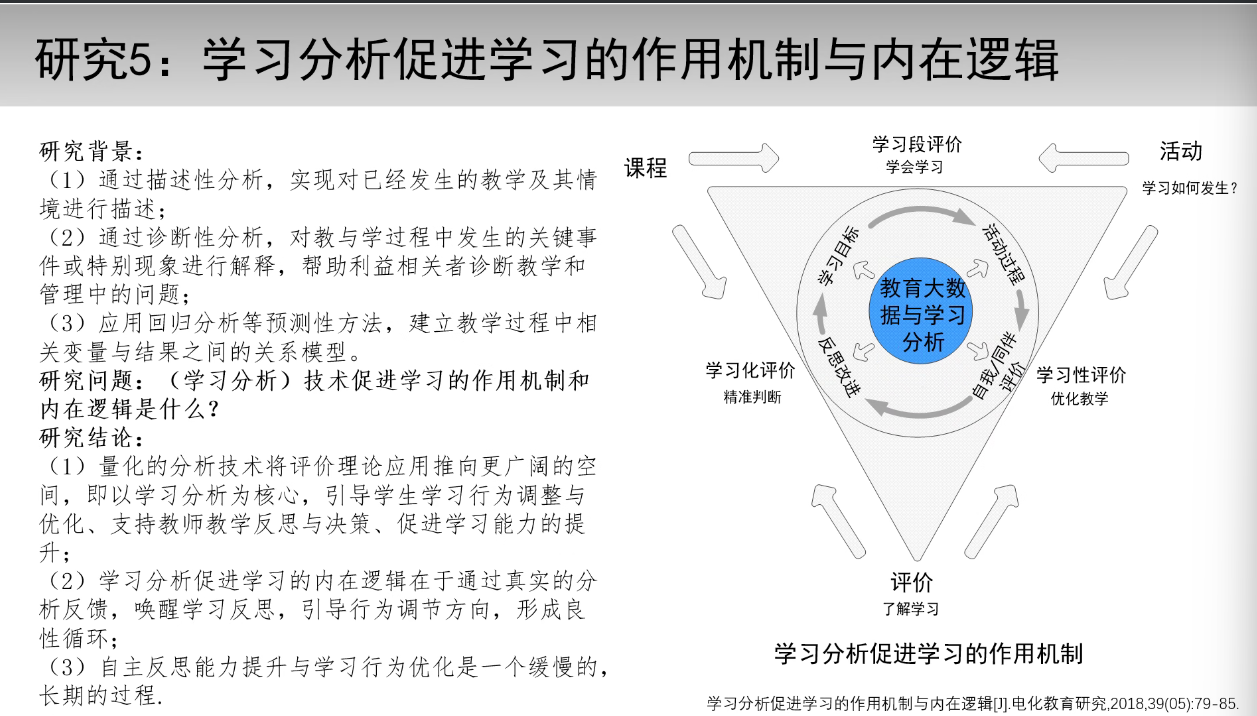 研究5：学习分析促进学习的作用机制与内在逻辑
研究背景：
（1）通过描述性分析，实现对已经发生的教学及其情
境进行描述；
（2）通过诊断性分析，对教与学过程中发生的关键事
件或特别现象进行解释，帮助利益相关者诊断教学和
管理中的问题；
（3）应用回归分析等预测性方法，建立教学过程中相
关变量与结果之间的关系模型。
研究问题：（学习分析）技术促进学习的作用机制和
内在逻辑是什么？
研究结论：
（1）量化的分析技术将评价理论应用推向更广阔的空
间，即以学习分析为核心，引导学生学习行为调整与
优化、支持教师教学反思与决策、促进学习能力的提
升；
（2）学习分析促进学习的内在逻辑在于通过真实的分
析反馈，唤醒学习反思，引导行为调节方向，形成良
性循环；
（3）自主反思能力提升与学习行为优化是一个缓慢的，
长期的过程.
课程
学习段评价
学会学习
活动
学习如何发生？
学习目标
活动过程
教育大数
据与学习
分析
反思改进
自我/同伴
评价
学习化评价
精准判断
学习性评价
优化教学
评价
了解学习
学习分析促进学习的作用机制
学习分析促进学习的作用机制与内在逻辑[J].电化教育研究,2018,39(05):79-85.